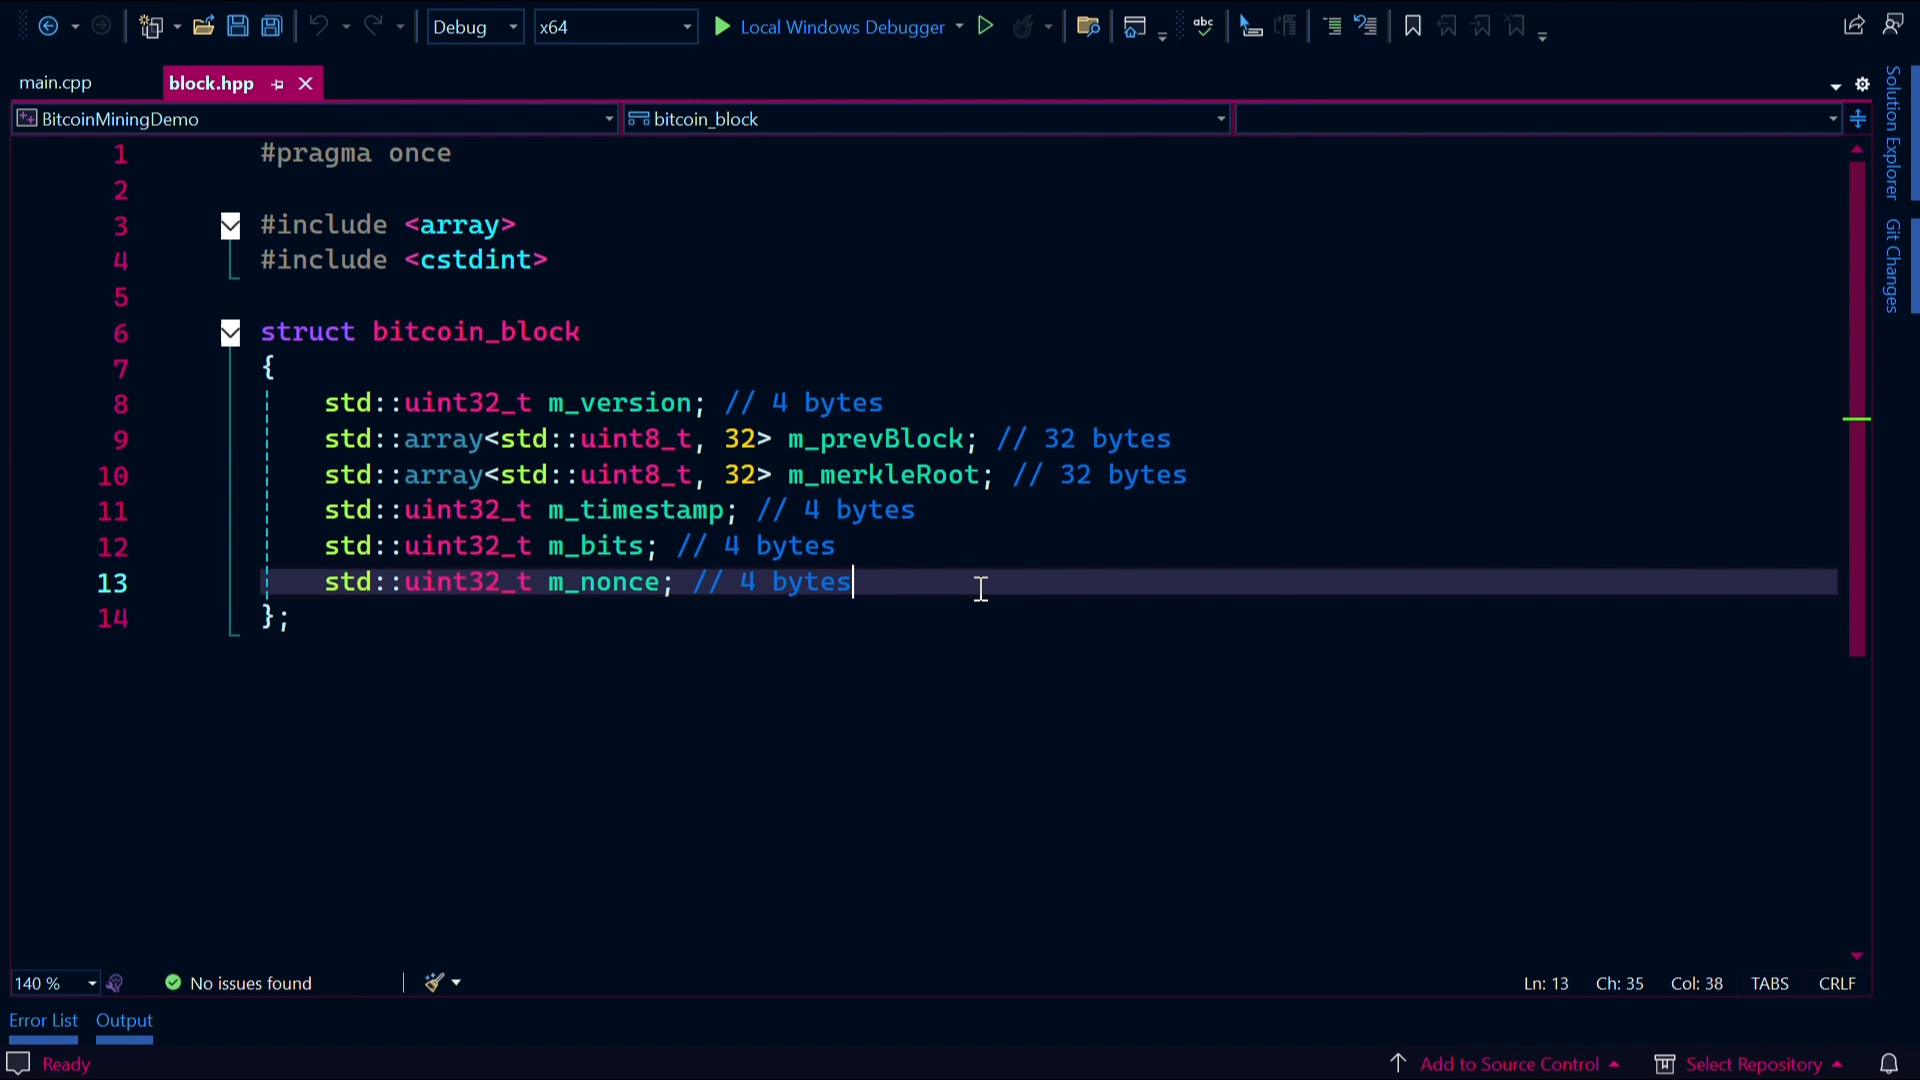 Debug x64 Local Windows Debugger abc
main.cpp block.hpp
BitcoinMiningDemo bitcoin_block
Solution Explorer
Git Changes
1 #pragma once
2
3 #include <array>
4 #include <cstdint>
5
6 struct bitcoin_block
7 {
8 std::uint32_t m_version; // 4 bytes
9 std::array<std::uint8_t, 32> m_prevBlock; // 32 bytes
10 std::array<std::uint8_t, 32> m_merkleRoot; // 32 bytes
11 std::uint32_t m_timestamp; // 4 bytes
12 std::uint32_t m_bits; // 4 bytes
13 std::uint32_t m_nonce; // 4 bytes
14 };
140 % No issues found Ln: 13 Ch: 35 Col: 38 TABS CRLF
Error List Output
Ready Add to Source Control Select Repository